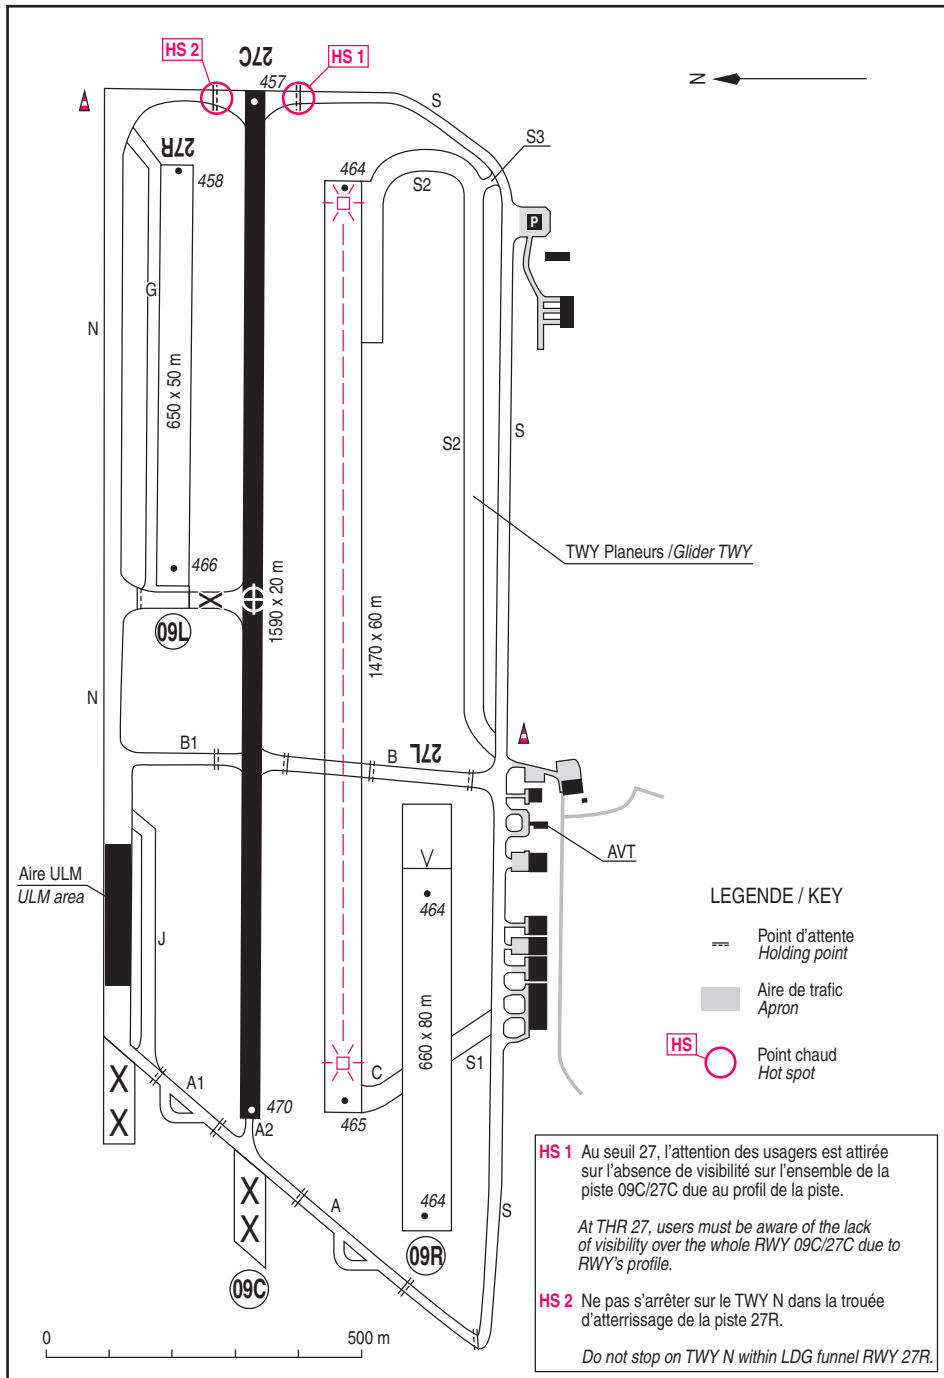 HS 2
27C
HS 1
457
N
S
S3
27R
458
464
S2
P
G
N
650 x 50 m
S2
S
TWY Planeurs /Glider TWY
466
1590 x 20 m
09L
1470 x 60 m
N
B1
B
27L
AVT
Aire ULM
ULM area
464
LEGENDE / KEY
Point d'attente
Holding point
J
Aire de trafic
Apron
660 x 80 m
HS
Point chaud
Hot spot
S1
C
A1
X
X
470
465
A2
HS 1 Au seuil 27, l'attention des usagers est attirée
sur l'absence de visibilité sur l'ensemble de la
piste 09C/27C due au profil de la piste.
At THR 27, users must be aware of the lack
of visibility over the whole RWY 09C/27C due to
RWY's profile.
HS 2 Ne pas s'arrêter sur le TWY N dans la trouée
d'atterrissage de la piste 27R.
Do not stop on TWY N within LDG funnel RWY 27R.
X
X
A
464
S
09R
09C
0
500 m